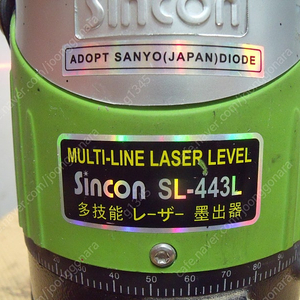 Sincon
ADOPT SANYO(JAPAN)DIODE
MULTI-LINE LASER LEVEL
Sincon SL-443L
多技能 レーザー 墨出器
30 40 50 60 70 80